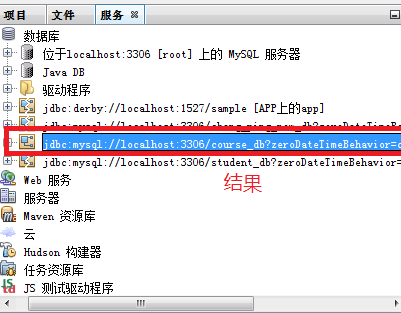 项目 文件 服务
数据库
位于localhost:3306 [root] 上的 MySQL 服务器
Java DB
驱动程序
jdbc:derby://localhost:1527/sample [APP上的app]
jdbc:mysql://localhost:3306/
jdbc:mysql://localhost:3306/course_db?zeroDateTimeBehavior=c
jdbc:mysql://localhost:3306/student_db?zeroDateTimeBehavior=
Web 服务
结果
服务器
Maven 资源库
云
Hudson 构建器
任务资源库
JS 测试驱动程序